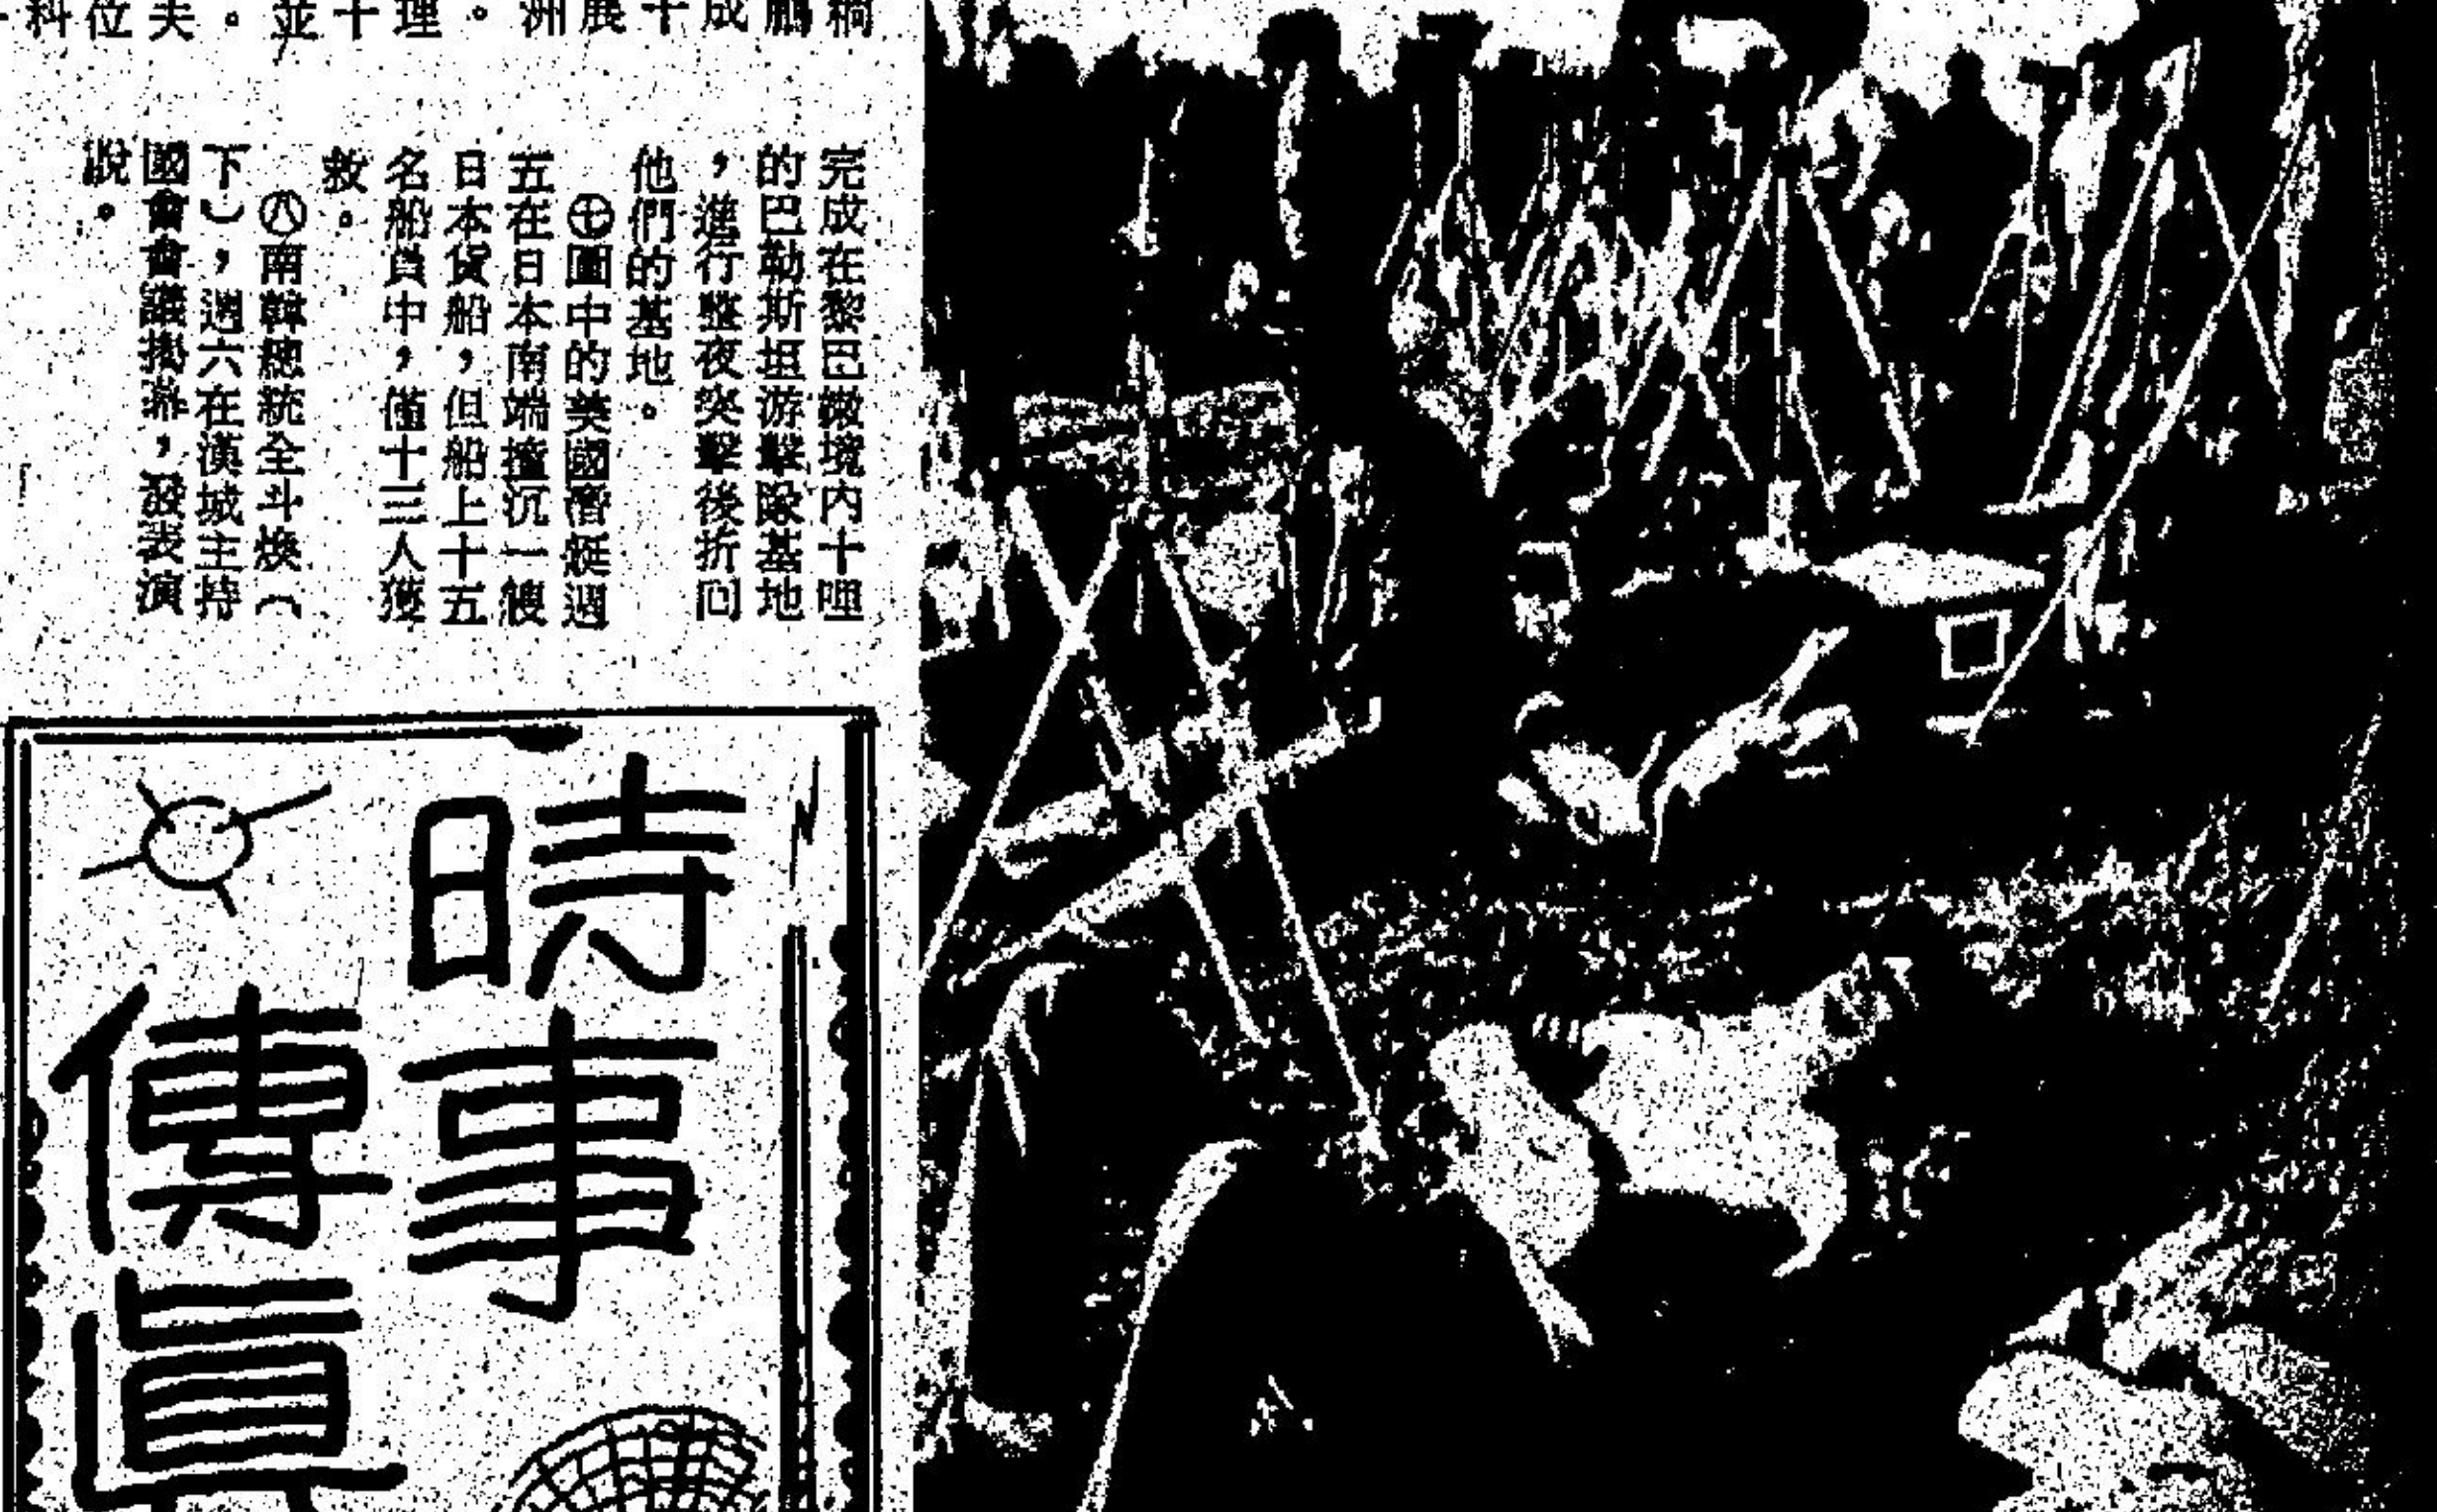 完成在黎巴嫩境內十哩
的巴勒斯坦游擊隊基地
，進行整夜突擊後折回
他們的基地。
㊆圖中的美國潛艇週
五在日本南端撞沉一艘
日本貨船，但船上十五
名船員中，僅十三人獲
救。
㊇南韓總統全斗煥（
下），週六在漢城主持
國會會議揭幕，發表演
說。
時事
傳眞